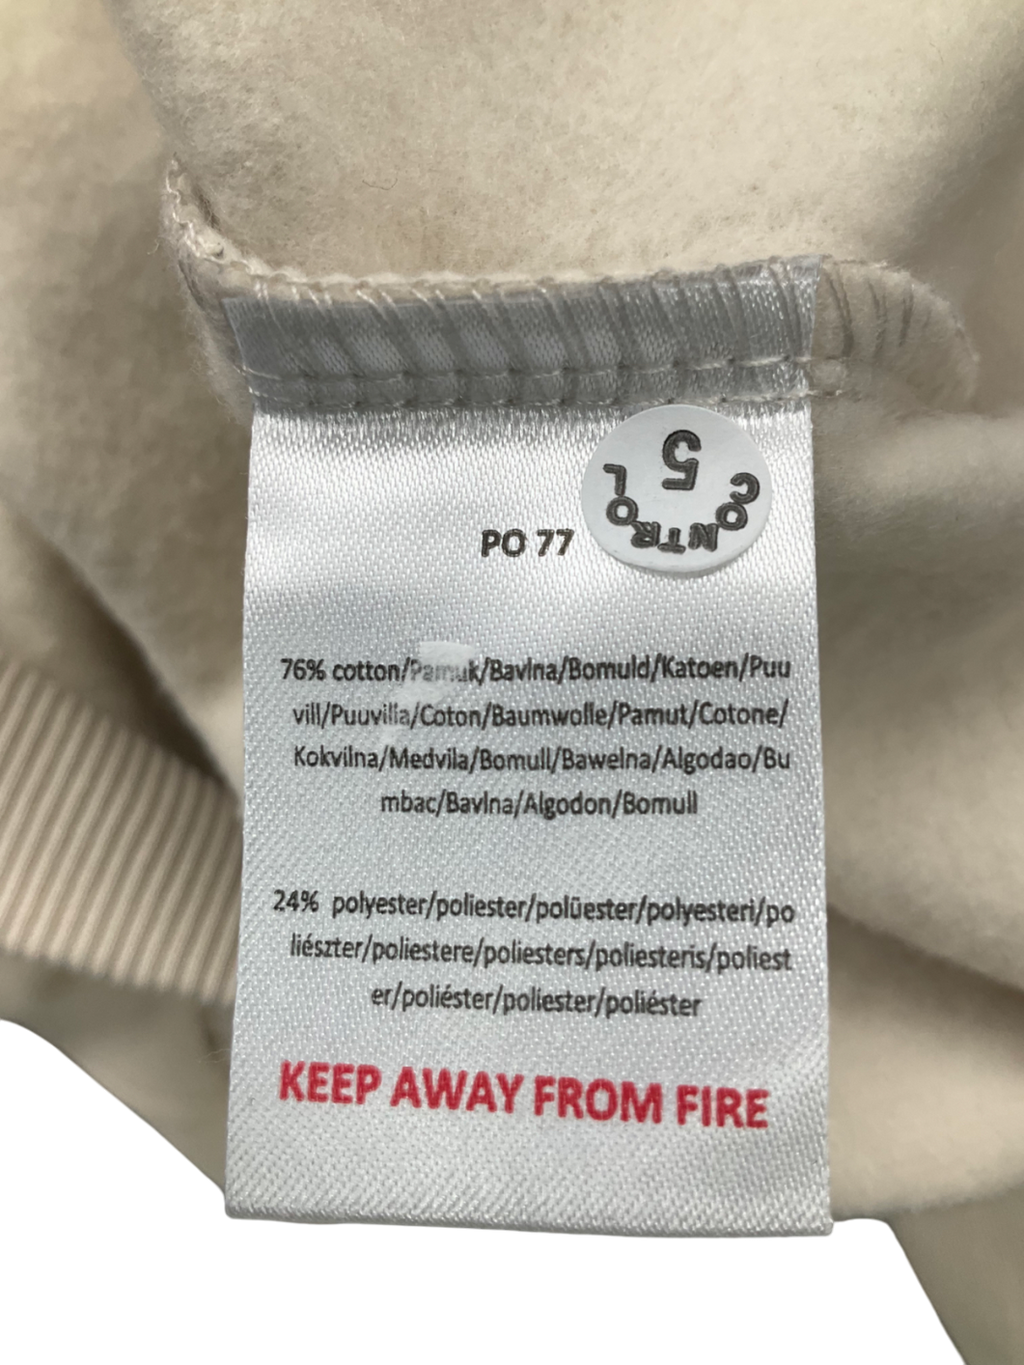 5
CONTROL
PO 77
76% cotton/Pamuk/Bavlna/Bomuld/Katoen/Puu
vill/Puuvilla/Coton/Baumwolle/Pamut/Cotone/
Kokvilna/Medvila/Bomull/Bawelna/Algodao/Bu
mbac/Bavlna/Algodon/Bomull
24% polyester/poliester/polüester/polyesteri/po
liészter/poliestere/poliesters/poliesteris/poliest
er/poliéster/poliester/poliéster
KEEP AWAY FROM FIRE